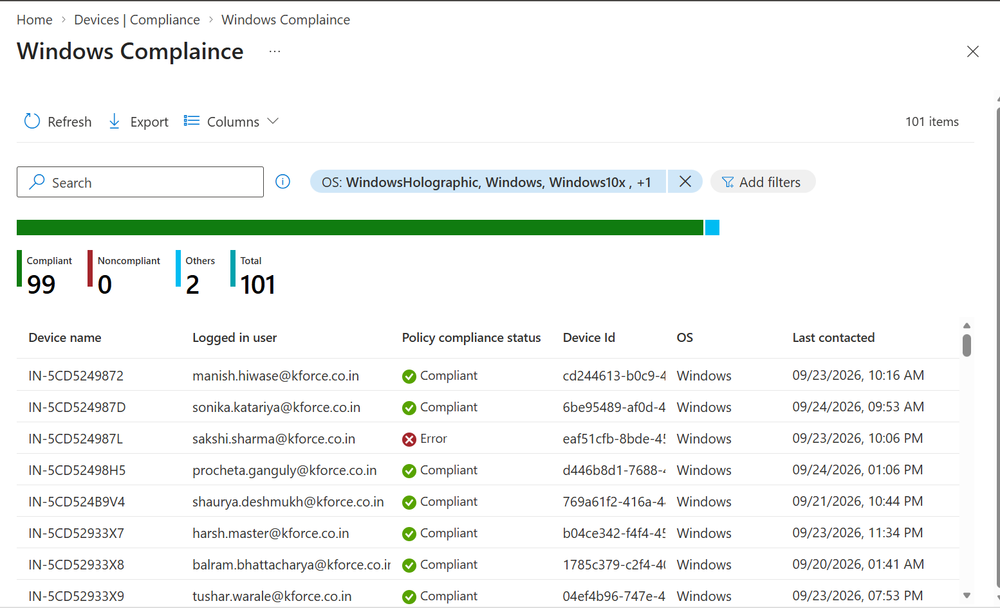 Home > Devices | Compliance > Windows Complaince
Windows Complaince ...
Refresh Export Columns 101 items
Search OS: WindowsHolographic, Windows, Windows10x , +1 Add filters
Compliant Noncompliant Others Total
99 0 2 101
Device name Logged in user Policy compliance status Device Id OS Last contacted
IN-5CD5249872 manish.hiwase@kforce.co.in Compliant cd244613-b0c9-4 Windows 09/23/2026, 10:16 AM
IN-5CD524987D sonika.katariya@kforce.co.in Compliant 6be95489-af0d-4 Windows 09/24/2026, 09:53 AM
IN-5CD524987L sakshi.sharma@kforce.co.in Error eaf51cfb-8bde-45 Windows 09/23/2026, 10:06 PM
IN-5CD52498H5 procheta.ganguly@kforce.co.in Compliant d446b8d1-7688-4 Windows 09/24/2026, 01:06 PM
IN-5CD524B9V4 shaurya.deshmukh@kforce.co.in Compliant 769a61f2-416a-4 Windows 09/21/2026, 10:44 PM
IN-5CD52933X7 harsh.master@kforce.co.in Compliant b04ce342-f4f4-45 Windows 09/23/2026, 11:34 PM
IN-5CD52933X8 balram.bhattacharya@kforce.co.in Compliant 1785c379-c2f4-40 Windows 09/20/2026, 01:41 AM
IN-5CD52933X9 tushar.warale@kforce.co.in Compliant 04ef4b96-747e-4 Windows 09/23/2026, 07:53 PM